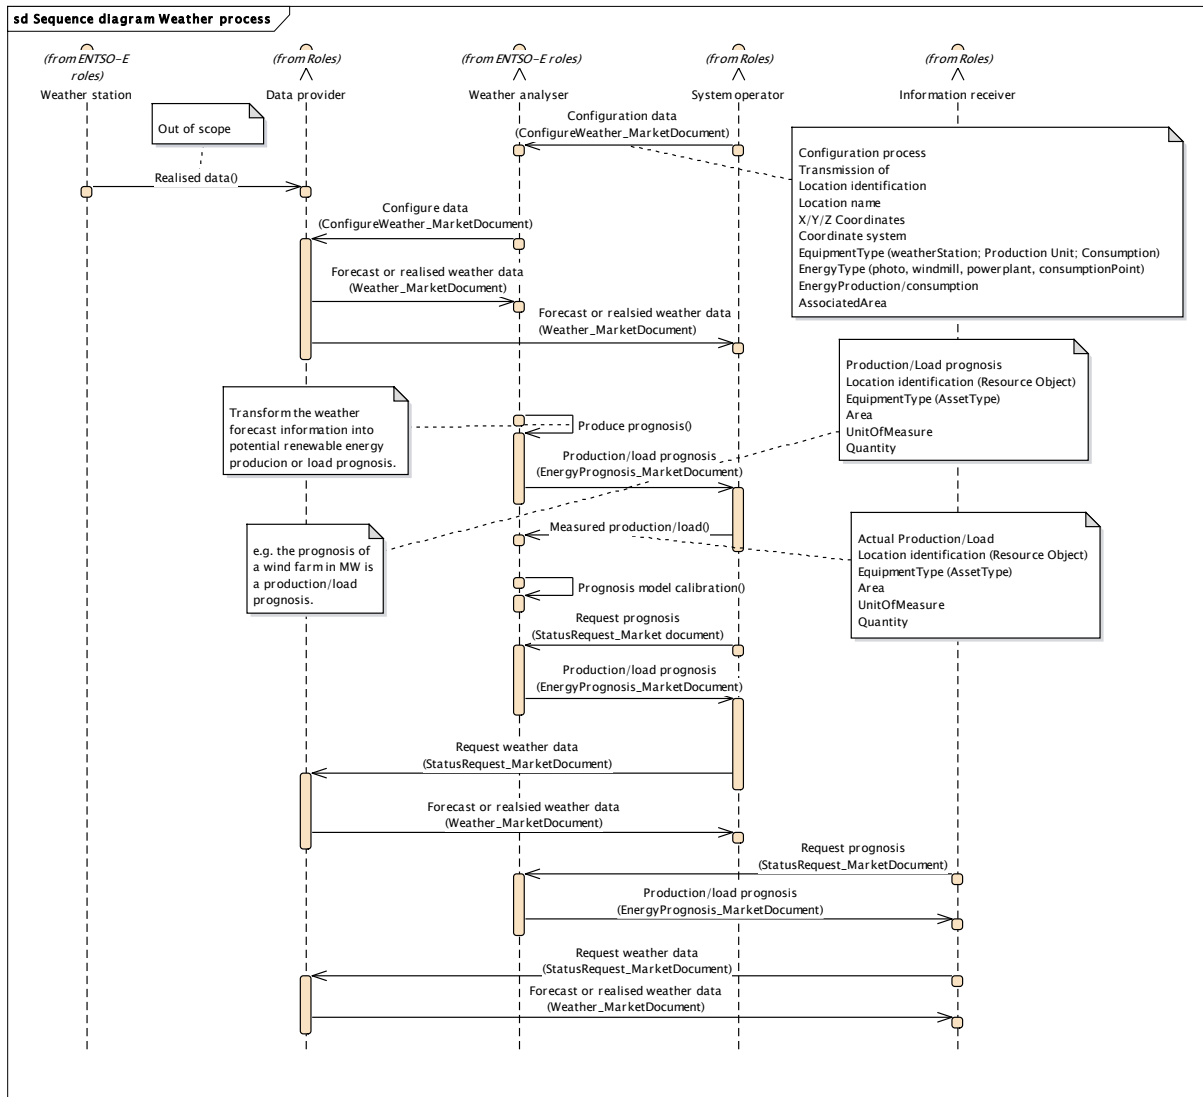 sd Sequence diagram Weather process
(from ENTSO-E
roles)
Weather station
(from Roles)
Data provider
(from ENTSO-E roles)
Weather analyser
(from Roles)
System operator
(from Roles)
Information receiver
Out of scope
Configuration data
(ConfigureWeather_MarketDocument)
Configuration process
Transmission of
Location identification
Location name
X/Y/Z Coordinates
Coordinate system
EquipmentType (weatherStation; Production Unit; Consumption)
EnergyType (photo, windmill, powerplant, consumptionPoint)
EnergyProduction/consumption
AssociatedArea
Realised data()
Configure data
(ConfigureWeather_MarketDocument)
Forecast or realised weather data
(Weather_MarketDocument)
Forecast or realsied weather data
(Weather_MarketDocument)
Production/Load prognosis
Location identification (Resource Object)
EquipmentType (AssetType)
Area
UnitOfMeasure
Quantity
Transform the weather
forecast information into
potential renewable energy
producion or load prognosis.
Produce prognosis()
Production/load prognosis
(EnergyPrognosis_MarketDocument)
e.g. the prognosis of
a wind farm in MW is
a production/load
prognosis.
Measured production/load()
Actual Production/Load
Location identification (Resource Object)
EquipmentType (AssetType)
Area
UnitOfMeasure
Quantity
Prognosis model calibration()
Request prognosis
(StatusRequest_Market document)
Production/load prognosis
(EnergyPrognosis_MarketDocument)
Request weather data
(StatusRequest_MarketDocument)
Forecast or realsied weather data
(Weather_MarketDocument)
Request prognosis
(StatusRequest_MarketDocument)
Production/load prognosis
(EnergyPrognosis_MarketDocument)
Request weather data
(StatusRequest_MarketDocument)
Forecast or realised weather data
(Weather_MarketDocument)